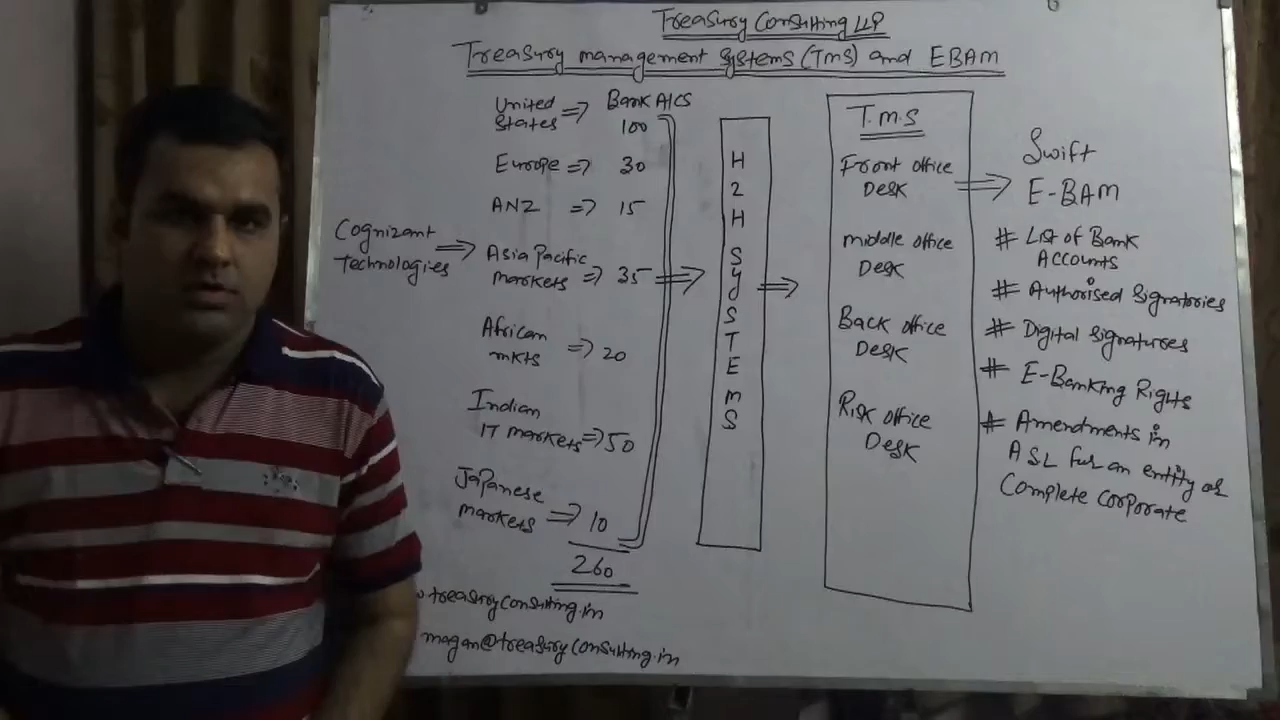 Treasury Consulting LLP
Treasury management Systems (TMS) and EBAM
United States => Bank A/CS 100
Europe => 30
ANZ => 15
Cognizant Technologies =>
Asia Pacific markets => 35 =>
African mkts => 20
Indian IT markets => 50
Japanese markets => 10
260
treasuryconsulting.in
magan@treasuryconsulting.in
H2H SySTEmS =>
T.M.S
Front office
DESK =>
middle office
DESK
Back office
DESK
Risk office
DESK
Swift
E-BAM
# List of Bank
Accounts
# Authorised Signatories
# Digital Signatures
# E-Banking Rights
# Amendments in
ASL for an entity or
Complete Corporate